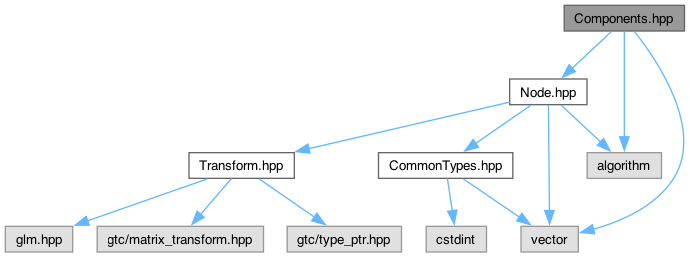 Components.hpp
Node.hpp
Transform.hpp
CommonTypes.hpp
algorithm
glm.hpp
gtc/matrix_transform.hpp
gtc/type_ptr.hpp
cstdint
vector